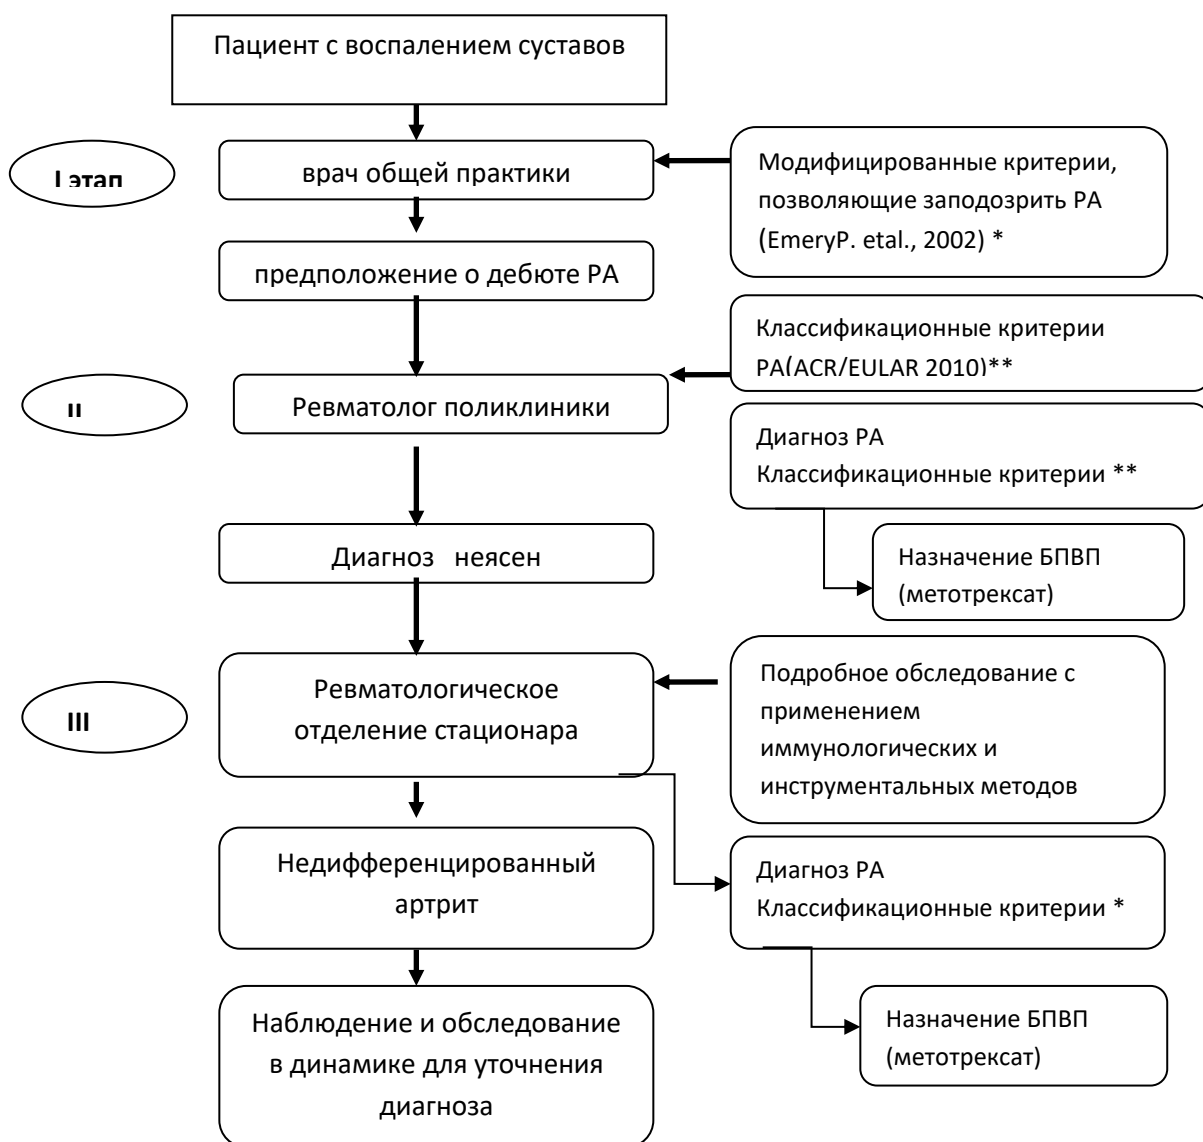 Пациент с воспалением суставов
I этап
врач общей практики
Модифицированные критерии,
позволяющие заподозрить РА
(EmeryP. etal., 2002) *
предположение о дебюте РА
Классификационные критерии
РА(ACR/EULAR 2010)**
II
Ревматолог поликлиники
Диагноз РА
Классификационные критерии **
Диагноз неясен
Назначение БПВП
(метотрексат)
III
Ревматологическое
отделение стационара
Подробное обследование с
применением
иммунологических и
инструментальных методов
Недифференцированный
артрит
Диагноз РА
Классификационные критерии *
Наблюдение и обследование
в динамике для уточнения
диагноза
Назначение БПВП
(метотрексат)